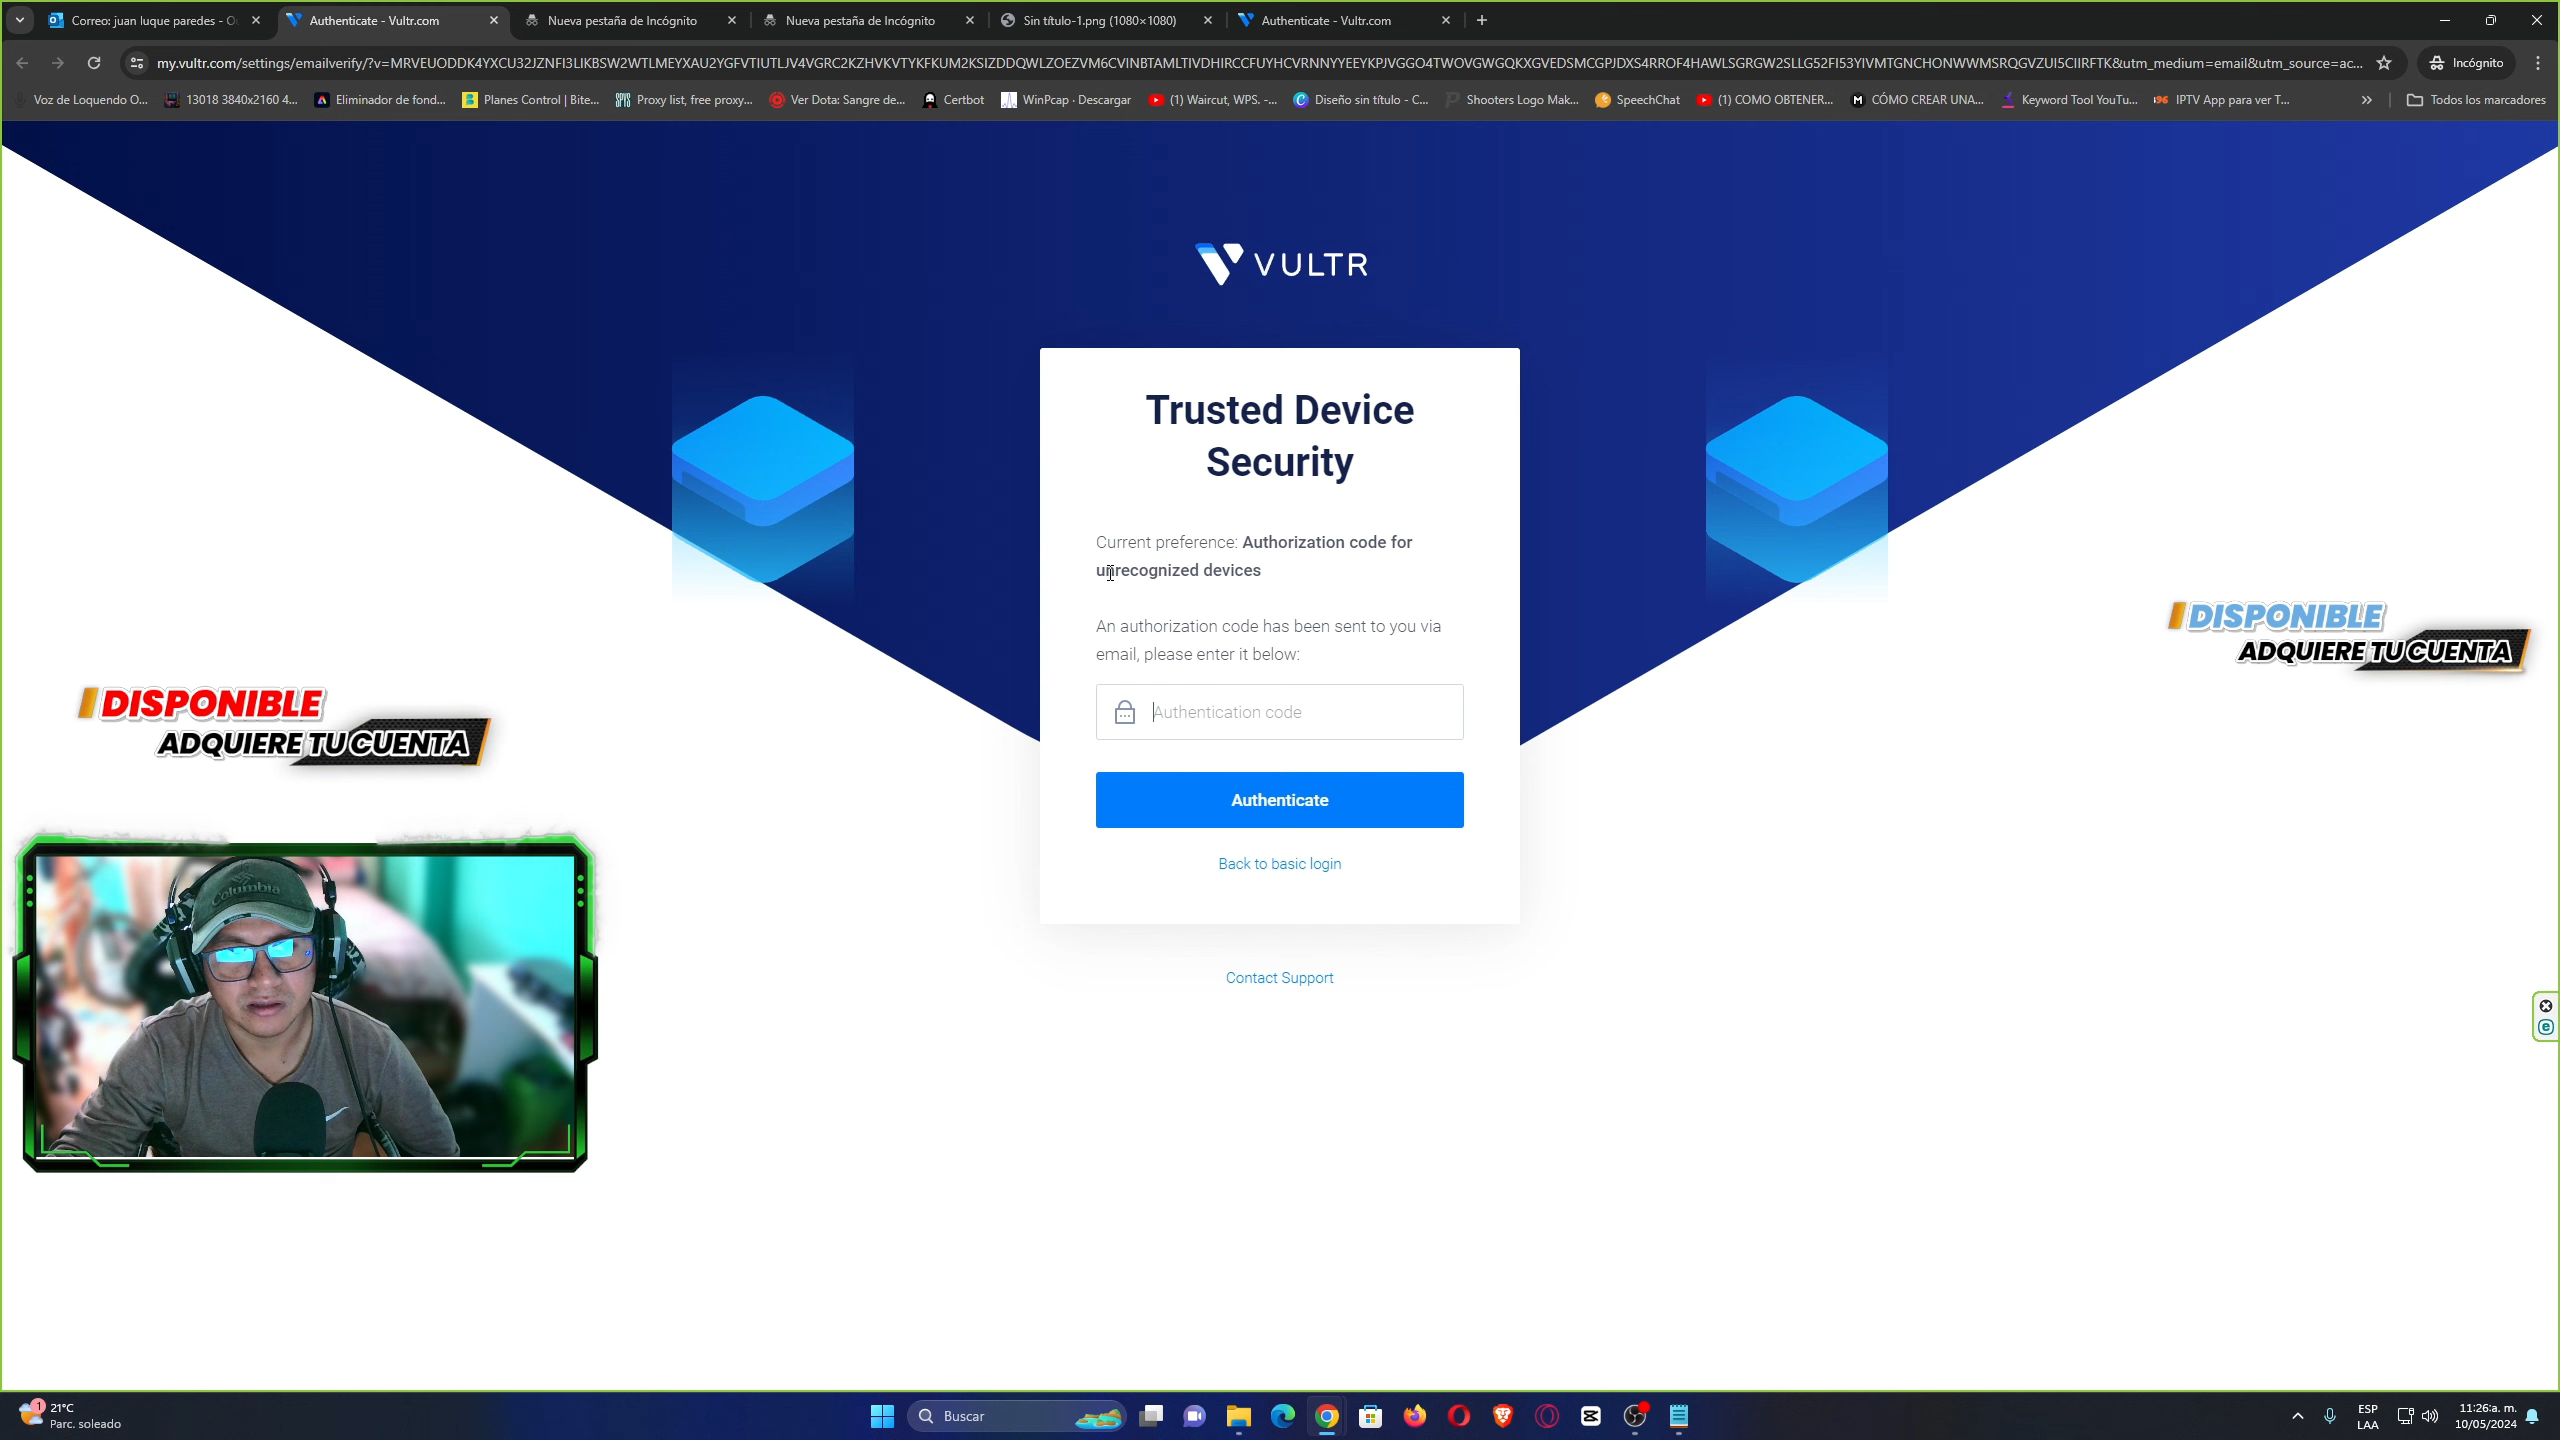 Correo: juan luque paredes - Ou
Authenticate - Vultr.com
Nueva pestaña de Incógnito
Nueva pestaña de Incógnito
Sin título-1.png (1080×1080)
Authenticate - Vultr.com
my.vultr.com/settings/emailverify/?v=MRVEUODDK4YXCU32JZNFI3LIKBSW2WTLMEYXAU2YGFVTIUTLJV4VGRC2KZHVKVTYKFKUM2KSIZDDQWLZOEZVM6CVINBTAMLTIVDHIRCCFUYHCVRNNYYEEYKPJVGGO4TWOVGWGQKXGVEDSMCGPJDXS4RROF4HAWLSGRGW2SLLG52FI53YIVMTGNCHONWWMSRQGVZUI5CIIRFTK&utm_medium=email&utm_source=ac...
Incógnito
Voz de Loquendo O...
13018 3840x2160 4...
Eliminador de fond...
Planes Control | Bite...
Proxy list, free proxy...
Ver Dota: Sangre de...
Certbot
WinPcap · Descargar
(1) Waircut, WPS. -...
Diseño sin título - C...
Shooters Logo Mak...
SpeechChat
(1) COMO OBTENER...
CÓMO CREAR UNA...
Keyword Tool YouTu...
IPTV App para ver T...
»
Todos los marcadores
VULTR
Trusted Device
Security
Current preference: Authorization code for
unrecognized devices
An authorization code has been sent to you via
email, please enter it below:
Authentication code
Authenticate
Back to basic login
Contact Support
DISPONIBLE
ADQUIERE TU CUENTA
DISPONIBLE
ADQUIERE TU CUENTA
Columbia
1
21°C
Parc. soleado
Buscar
ESP
LAA
11:26 a. m.
10/05/2024